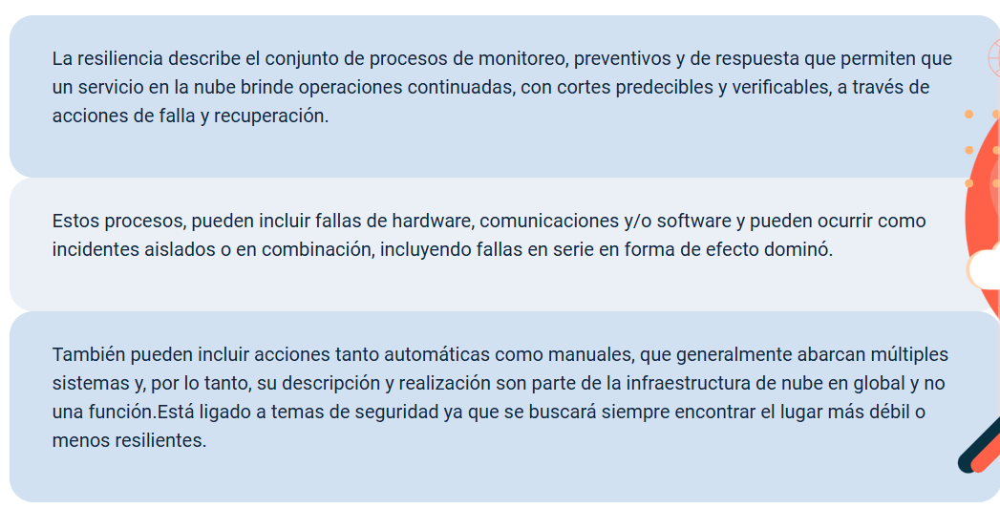 La resiliencia describe el conjunto de procesos de monitoreo, preventivos y de respuesta que permiten que
un servicio en la nube brinde operaciones continuadas, con cortes predecibles y verificables, a través de
acciones de falla y recuperación.
Estos procesos, pueden incluir fallas de hardware, comunicaciones y/o software y pueden ocurrir como
incidentes aislados o en combinación, incluyendo fallas en serie en forma de efecto dominó.
También pueden incluir acciones tanto automáticas como manuales, que generalmente abarcan múltiples
sistemas y, por lo tanto, su descripción y realización son parte de la infraestructura de nube en global y no
una función.Está ligado a temas de seguridad ya que se buscará siempre encontrar el lugar más débil o
menos resilientes.